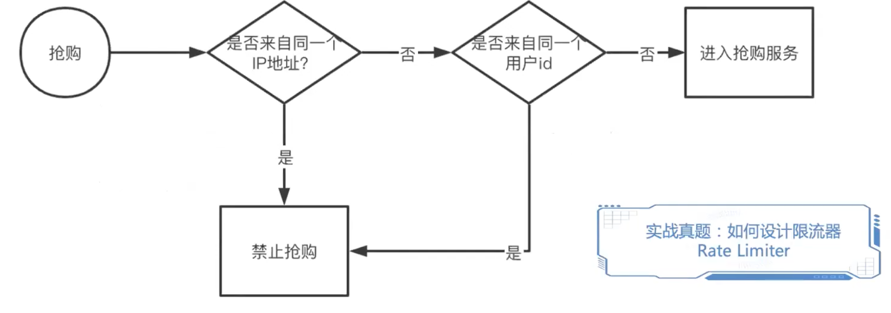 抢购
是否来自同一个
IP地址?
否
是否来自同一个
用户id
否
进入抢购服务
是
禁止抢购
是
实战真题：如何设计限流器
Rate Limiter